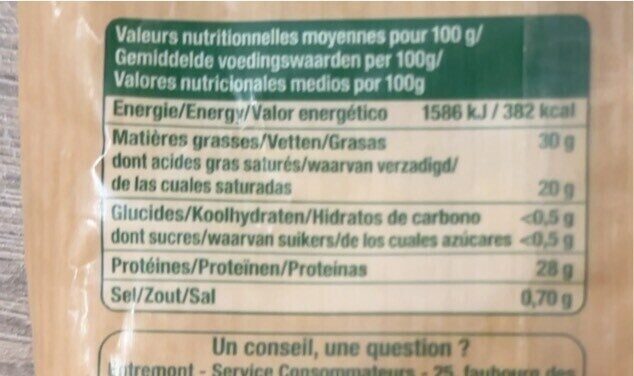 Valeurs nutritionnelles moyennes pour 100 g/
Gemiddelde voedingswaarden per 100g/
Valores nutricionales medios por 100g
Energie/Energy/Valor energético 1586 kJ / 382 kcal
Matières grasses/Vetten/Grasas 30 g
dont acides gras saturés/waarvan verzadigd/
de las cuales saturadas 20 g
Glucides/Koolhydraten/Hidratos de carbono <0,5 g
dont sucres/waarvan suikers/de los cuales azúcares <0,5 g
Protéines/Proteïnen/Proteínas 28 g
Sel/Zout/Sal 0,70 g
Un conseil, une question ?
Entremont - Service Consommateurs - 25, faubourg des